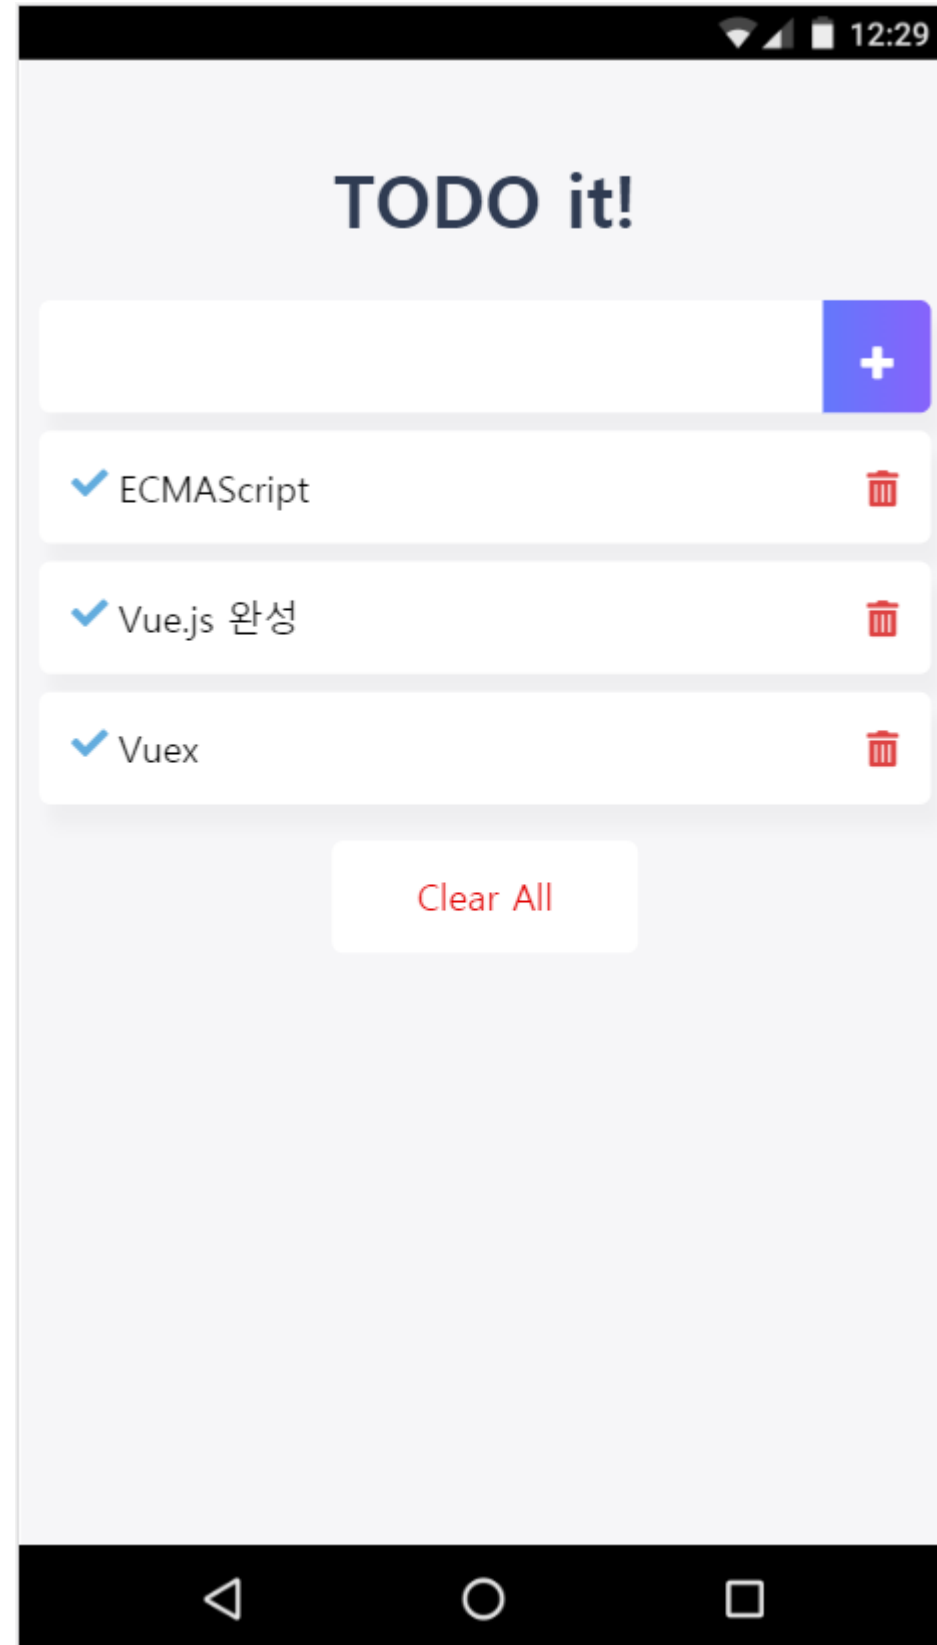 12:29
TODO it!
ECMAScript
Vue.js 완성
Vuex
Clear All